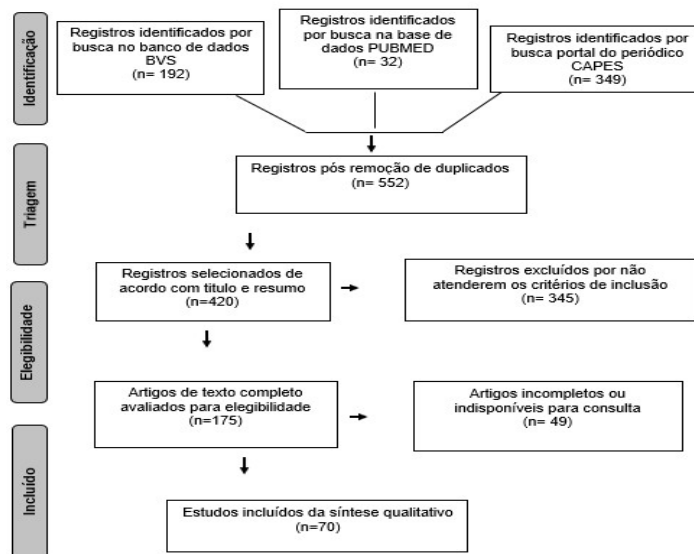 Identificação
Registros identificados por
busca no banco de dados
BVS
(n= 192)
Registros identificados
por busca na base de
dados PUBMED
(n= 32)
Registros identificados por
busca portal do periódico
CAPES
(n= 349)
Triagem
Registros pós remoção de duplicados
(n= 552)
Elegibilidade
Registros selecionados de
acordo com titulo e resumo
(n=420)
Registros excluídos por não
atenderem os critérios de inclusão
(n= 345)
Artigos de texto completo
avaliados para elegibilidade
(n=175)
Artigos incompletos ou
indisponíveis para consulta
(n= 49)
Incluído
Estudos incluídos da síntese qualitativo
(n=70)